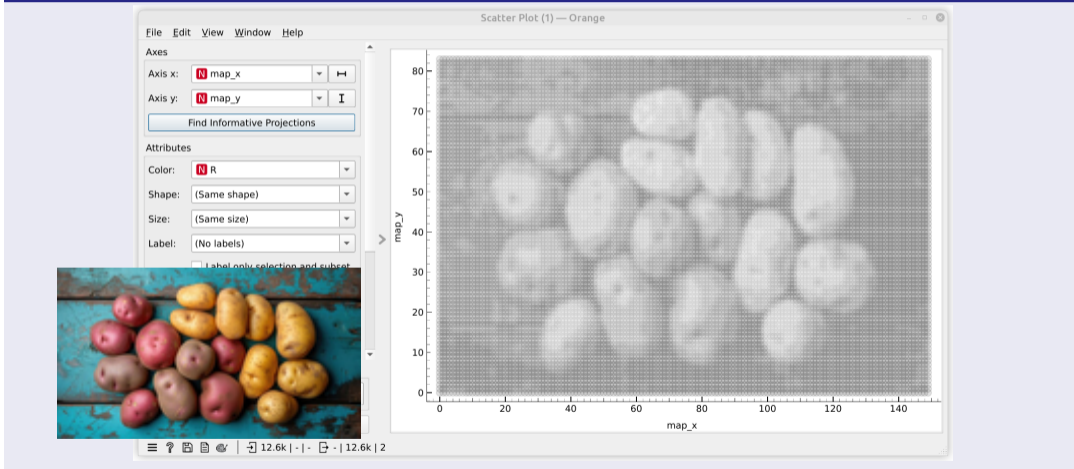 Scatter Plot (1) — Orange
File Edit View Window Help
Axes
Axis x: N map_x
Axis y: N map_y
Find Informative Projections
Attributes
Color: N R
Shape: (Same shape)
Size: (Same size)
Label: (No labels)
Label only selection and subset
80
70
60
50
40
30
20
10
0
map_y
0 20 40 60 80 100 120 140
map_x
12.6k | - | - - | 12.6k | 2